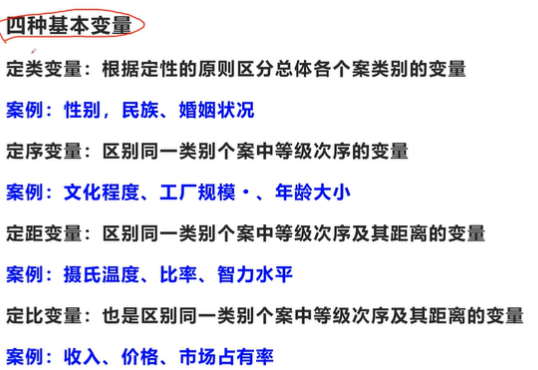 四种基本变量
定类变量：根据定性的原则区分总体各个案类别的变量
案例：性别，民族、婚姻状况
定序变量：区别同一类别个案中等级次序的变量
案例：文化程度、工厂规模·、年龄大小
定距变量：区别同一类别个案中等级次序及其距离的变量
案例：摄氏温度、比率、智力水平
定比变量：也是区别同一类别个案中等级次序及其距离的变量
案例：收入、价格、市场占有率